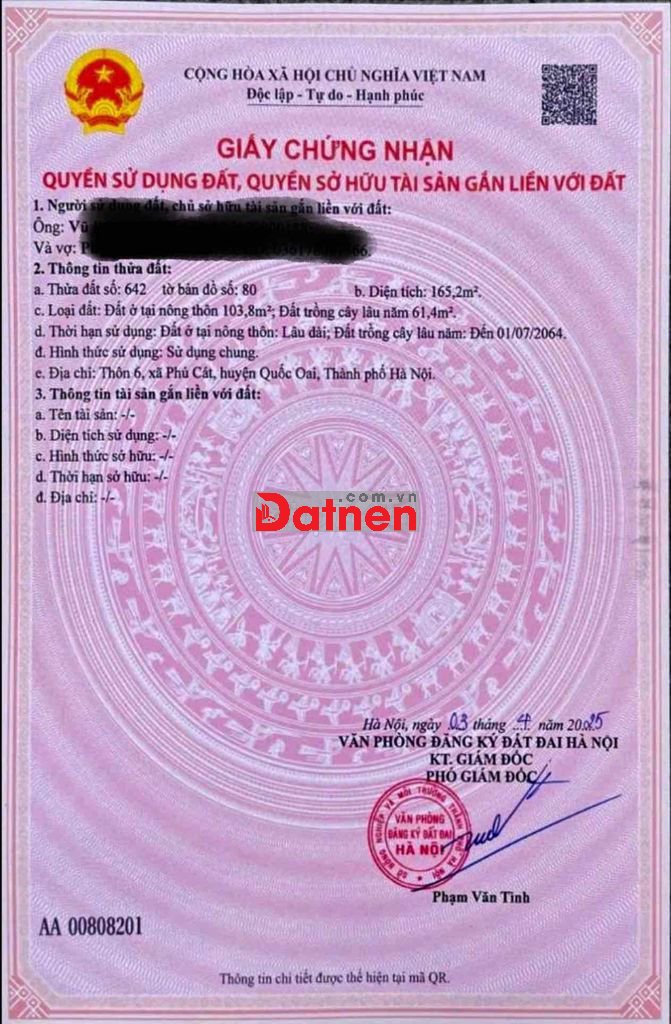 CỘNG HÒA XÃ HỘI CHỦ NGHĨA VIỆT NAM
Độc lập - Tự do - Hạnh phúc
GIẤY CHỨNG NHẬN
QUYỀN SỬ DỤNG ĐẤT, QUYỀN SỞ HỮU TÀI SẢN GẮN LIỀN VỚI ĐẤT
1. Người sử dụng đất, chủ sở hữu tài sản gắn liền với đất:
Ông: Vũ
Và vợ:
2. Thông tin thửa đất:
a. Thửa đất số: 642 tờ bản đồ số: 80 b. Diện tích: 165,2m².
c. Loại đất: Đất ở tại nông thôn 103,8m²; Đất trồng cây lâu năm 61,4m².
d. Thời hạn sử dụng: Đất ở tại nông thôn: Lâu dài; Đất trồng cây lâu năm: Đến 01/07/2064.
đ. Hình thức sử dụng: Sử dụng chung.
e. Địa chỉ: Thôn 6, xã Phú Cát, huyện Quốc Oai, Thành phố Hà Nội.
3. Thông tin tài sản gắn liền với đất:
a. Tên tài sản: -/-
b. Diện tích sử dụng: -/-
c. Hình thức sở hữu: -/-
d. Thời hạn sở hữu: -/-
đ. Địa chỉ: -/-
.com.vn
Datnen
Hà Nội, ngày 03 tháng 4 năm 2025
VĂN PHÒNG ĐĂNG KÝ ĐẤT ĐAI HÀ NỘI
KT. GIÁM ĐỐC
PHÓ GIÁM ĐỐC
SỞ NÔNG NGHIỆP VÀ MÔI TRƯỜNG THÀNH PHỐ HÀ NỘI
VĂN PHÒNG
ĐĂNG KÝ ĐẤT ĐAI
HÀ NỘI
Phạm Văn Tình
AA 00808201
Thông tin chi tiết được thể hiện tại mã QR.